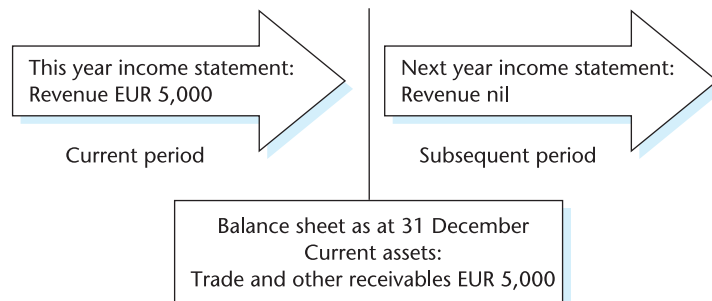 This year income statement:
Revenue EUR 5,000
Next year income statement:
Revenue nil
Current period
Subsequent period
Balance sheet as at 31 December
Current assets:
Trade and other receivables EUR 5,000